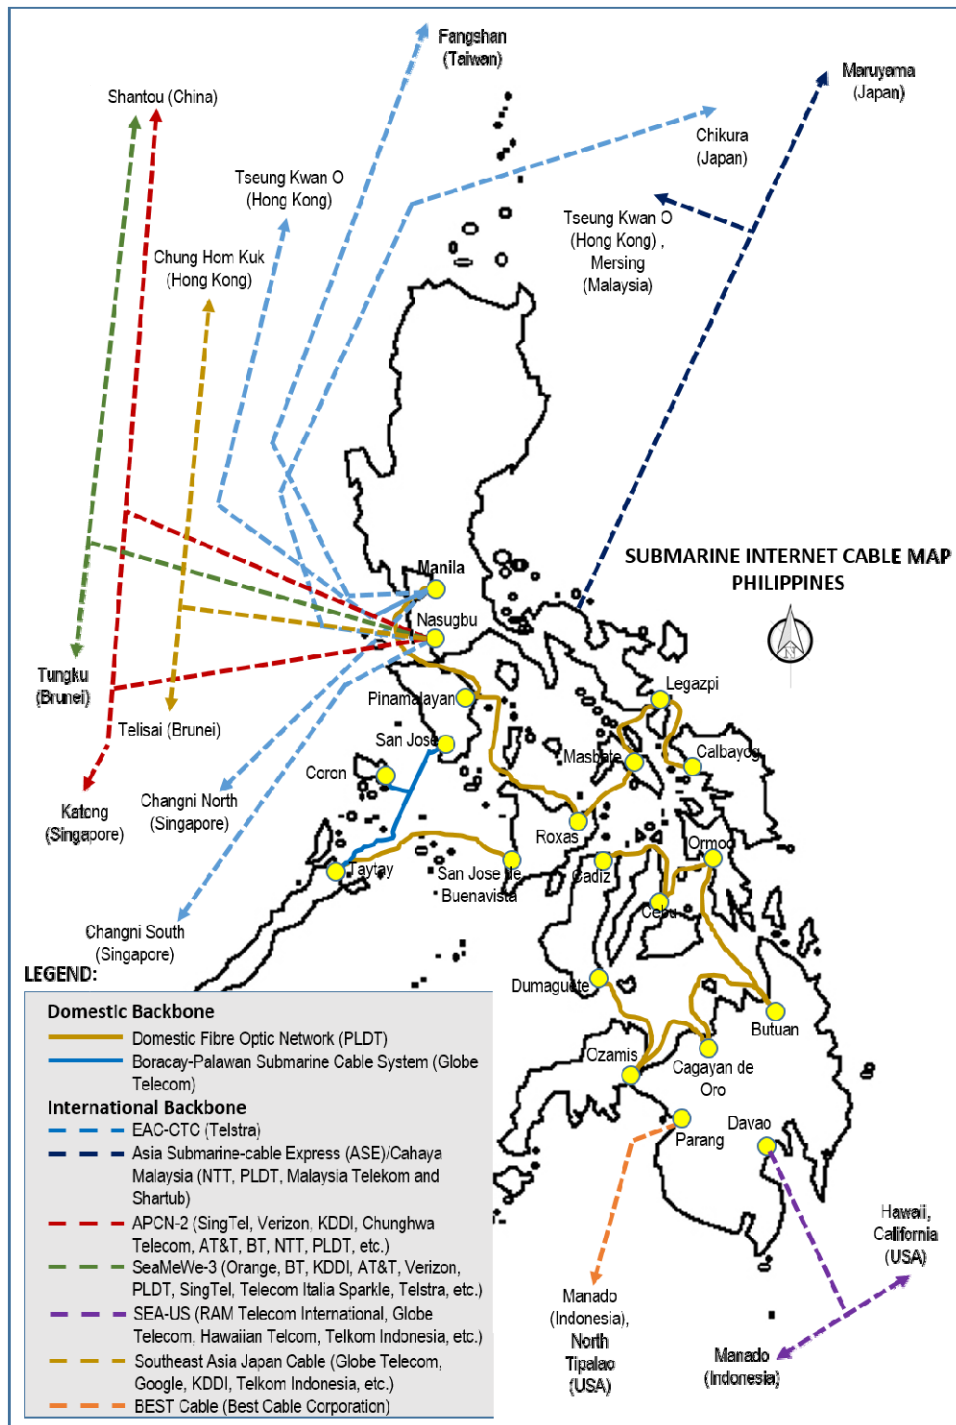 Fangshan
(Taiwan)
Maruyama
(Japan)
Shantou (China)
Chikura
(Japan)
Tseung Kwan O
(Hong Kong)
Tseung Kwan O
(Hong Kong) ,
Mersing
(Malaysia)
Chung Hom Kuk
(Hong Kong)
SUBMARINE INTERNET CABLE MAP
PHILIPPINES
N
Manila
Nasugbu
Tungku
(Brunei)
Telisai (Brunei)
Pinamalayan
Legazpi
San Jose
Masbate
Calbayog
Coron
Katong
(Singapore)
Changni North
(Singapore)
Roxas
Ormoc
Taytay
San Jose de
Buenavista
Cadiz
Cebu
Changni South
(Singapore)
Dumaguete
Butuan
Ozamis
Cagayan de
Oro
Parang
Davao
Hawaii,
California
(USA)
Manado
(Indonesia),
North
Tipalao
(USA)
Manado
(Indonesia)
LEGEND:
Domestic Backbone
Domestic Fibre Optic Network (PLDT)
Boracay-Palawan Submarine Cable System (Globe
Telecom)
International Backbone
EAC-CTC (Telstra)
Asia Submarine-cable Express (ASE)/Cahaya
Malaysia (NTT, PLDT, Malaysia Telekom and
Startub)
APCN-2 (SingTel, Verizon, KDDI, Chunghwa
Telecom, AT&T, BT, NTT, PLDT, etc.)
SeaMeWe-3 (Orange, BT, KDDI, AT&T, Verizon,
PLDT, SingTel, Telecom Italia Sparkle, Telstra, etc.)
SEA-US (RAM Telecom International, Globe
Telecom, Hawaiian Telcom, Telkom Indonesia, etc.)
Southeast Asia Japan Cable (Globe Telecom,
Google, KDDI, Telkom Indonesia, etc.)
BEST Cable (Best Cable Corporation)